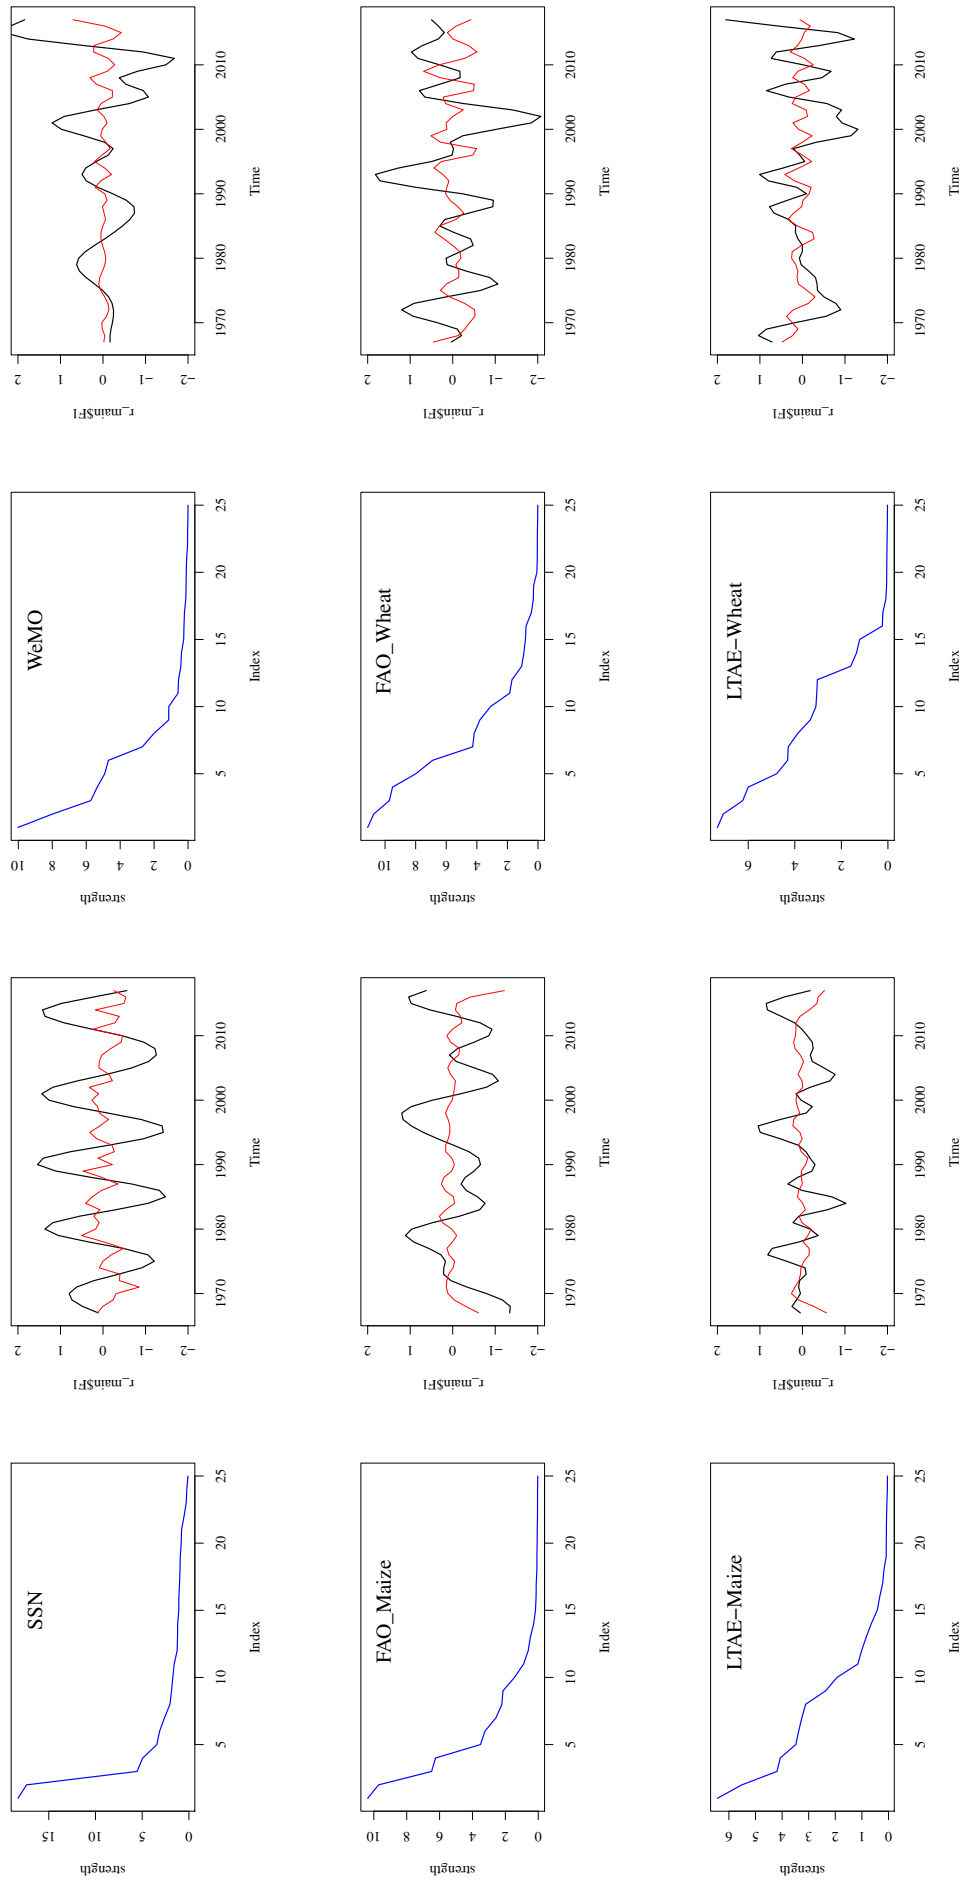 SSN
strength
0 5 10 15
5 10 15 20 25
Index
r_main$F1
−2 −1 0 1 2
1970 1980 1990 2000 2010
Time
WeMO
strength
0 2 4 6 8 10
5 10 15 20 25
Index
r_main$F1
−2 −1 0 1 2
1970 1980 1990 2000 2010
Time
FAO_Maize
strength
0 2 4 6 8 10
5 10 15 20 25
Index
r_main$F1
−2 −1 0 1 2
1970 1980 1990 2000 2010
Time
FAO_Wheat
strength
0 2 4 6 8 10
5 10 15 20 25
Index
r_main$F1
−2 −1 0 1 2
1970 1980 1990 2000 2010
Time
LTAE−Maize
strength
0 1 2 3 4 5 6
5 10 15 20 25
Index
r_main$F1
−2 −1 0 1 2
1970 1980 1990 2000 2010
Time
LTAE−Wheat
strength
0 2 4 6
5 10 15 20 25
Index
r_main$F1
−2 −1 0 1 2
1970 1980 1990 2000 2010
Time